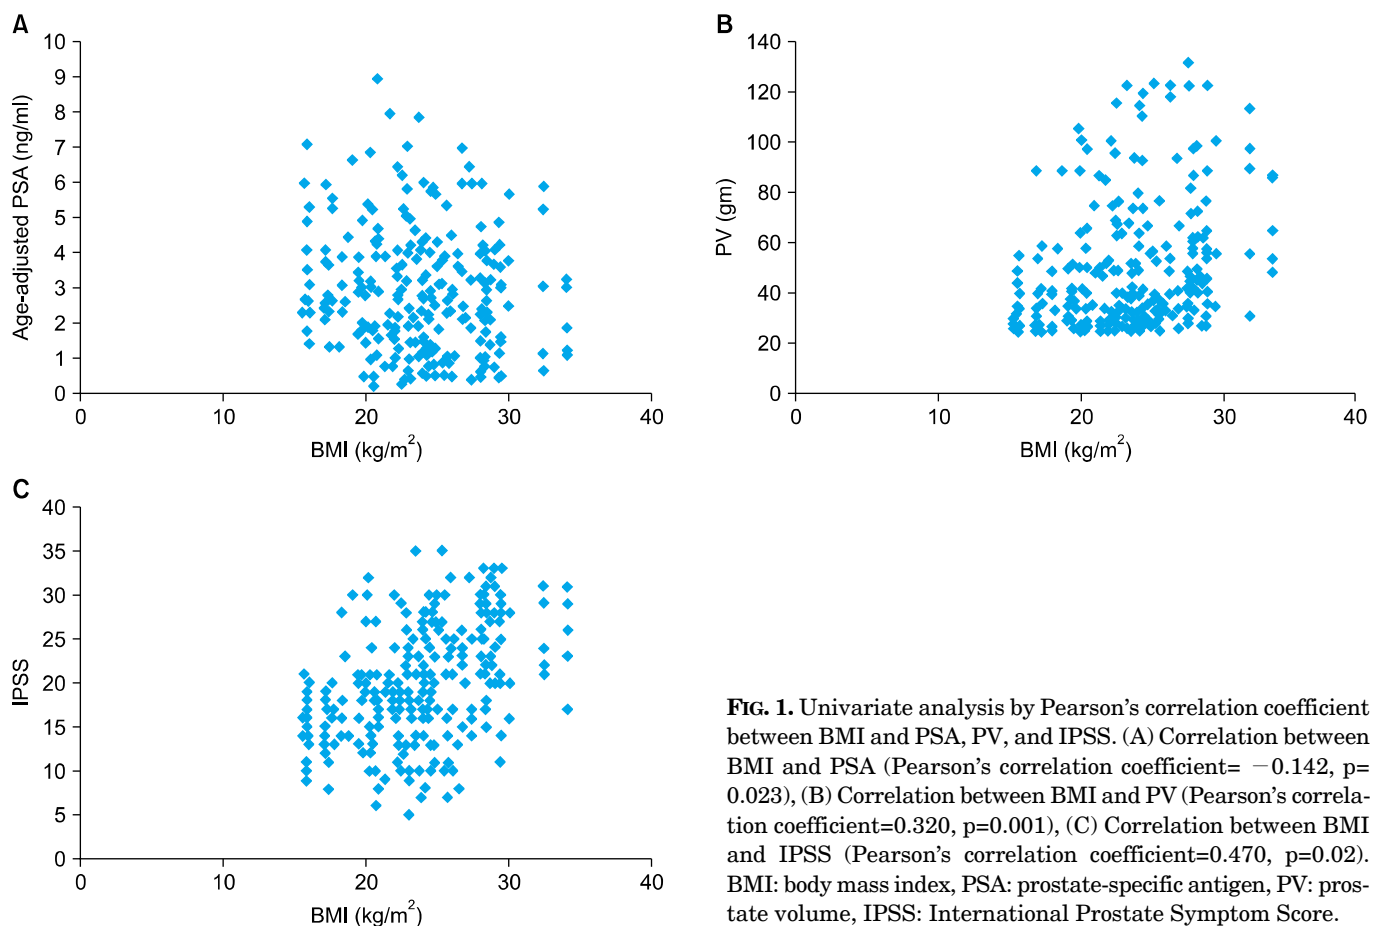 A
10
9
8
7
6
5
4
3
2
1
0
Age-adjusted PSA (ng/ml)
0 10 20 30 40
BMI (kg/m²)
B
140
120
100
80
60
40
20
0
PV (gm)
0 10 20 30 40
BMI (kg/m²)
C
40
35
30
25
20
15
10
5
0
IPSS
0 10 20 30 40
BMI (kg/m²)
FIG. 1. Univariate analysis by Pearson's correlation coefficient
between BMI and PSA, PV, and IPSS. (A) Correlation between
BMI and PSA (Pearson's correlation coefficient= −0.142, p=
0.023), (B) Correlation between BMI and PV (Pearson's correla-
tion coefficient=0.320, p=0.001), (C) Correlation between BMI
and IPSS (Pearson's correlation coefficient=0.470, p=0.02).
BMI: body mass index, PSA: prostate-specific antigen, PV: pros-
tate volume, IPSS: International Prostate Symptom Score.